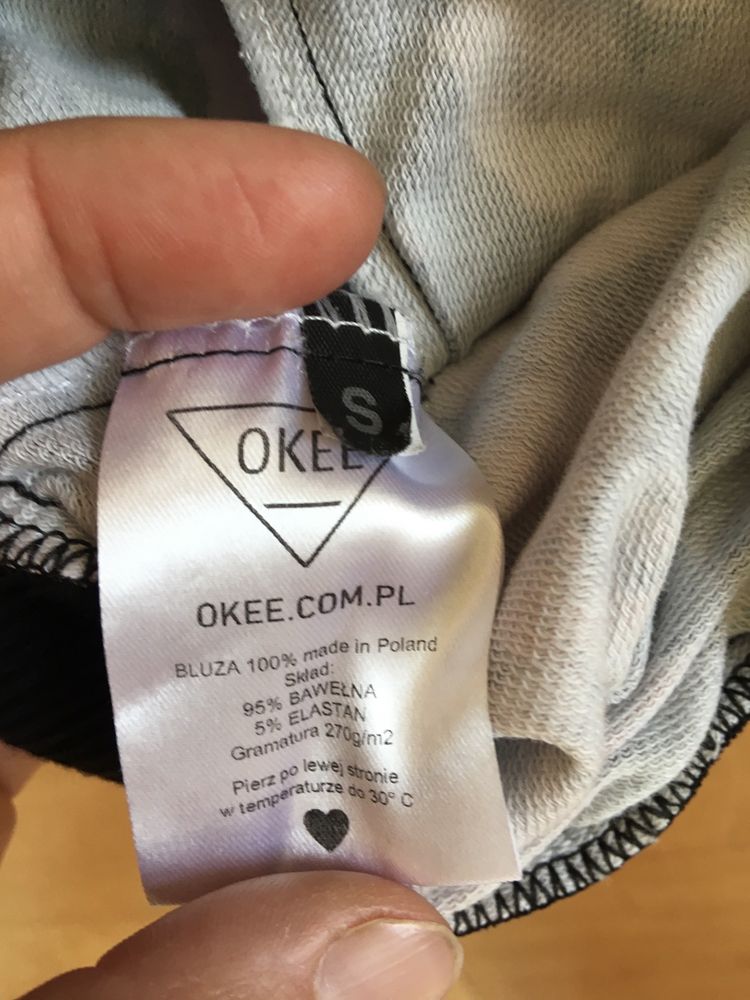 S
OKEE
OKEE.COM.PL
BLUZA 100% made in Poland
Skład:
95% BAWEŁNA
5% ELASTAN
Gramatura 270g/m2
Pierz po lewej stronie
w temperaturze do 30° C